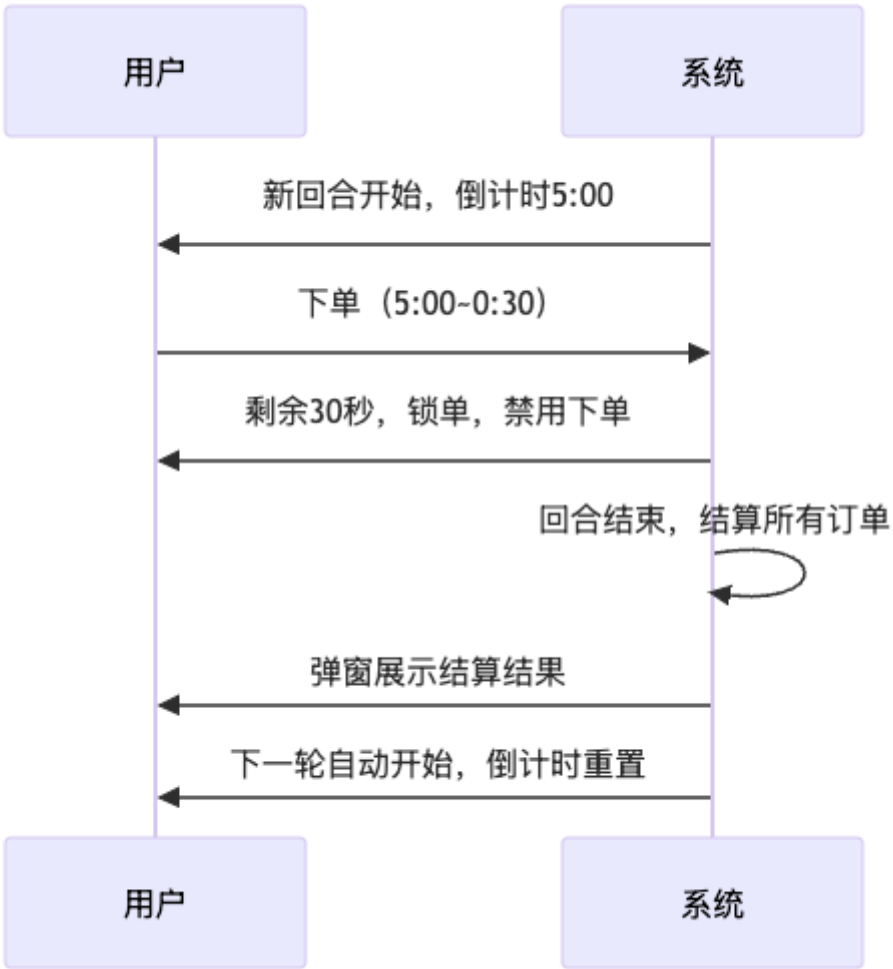 用户
系统
新回合开始，倒计时5:00
下单（5:00~0:30）
剩余30秒，锁单，禁用下单
回合结束，结算所有订单
弹窗展示结算结果
下一轮自动开始，倒计时重置
用户
系统